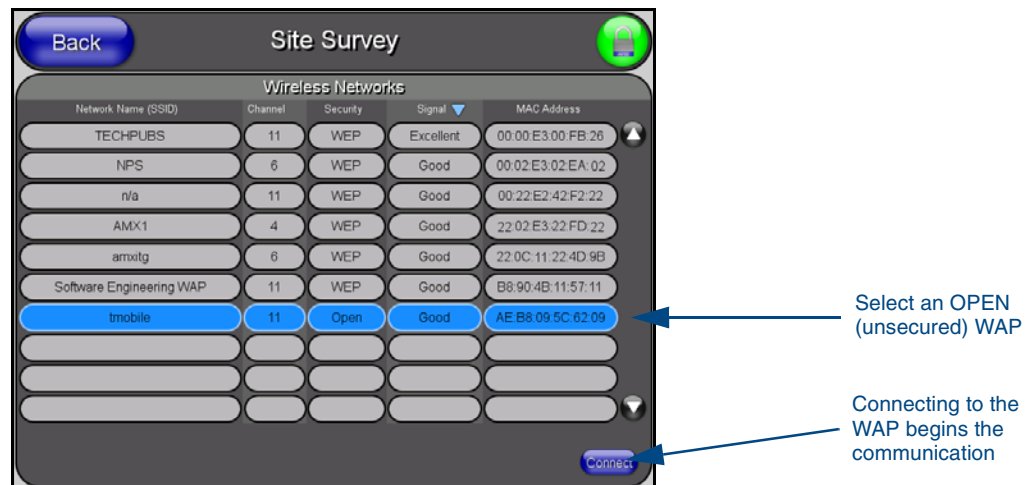 Back
Site Survey
Wireless Networks
Network Name (SSID) Channel Security Signal MAC Address
TECHPUBS 11 WEP Excellent 00:00:E3:00:FB:26
NPS 6 WEP Good 00:02:E3:02:EA:02
n/a 11 WEP Good 00:22:E2:42:F2:22
AMX1 4 WEP Good 22:02:E3:22:FD:22
amxitg 6 WEP Good 22:0C:11:22:4D:9B
Software Engineering WAP 11 WEP Good B8:90:4B:11:57:11
tmobile 11 Open Good AE:B8:09:5C:62:09
Select an OPEN
(unsecured) WAP
Connecting to the
WAP begins the
communication
Connect